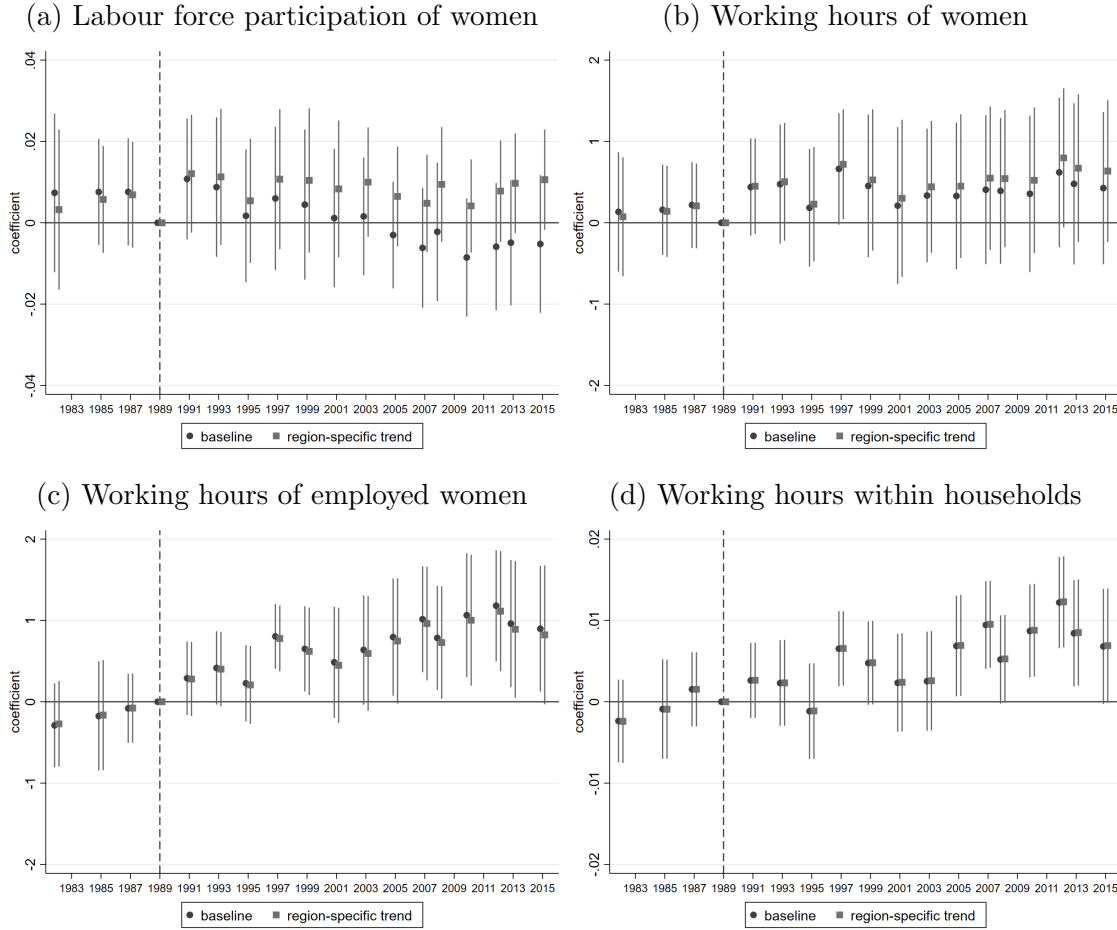 (a) Labour force participation of women
.04
.02
0
-.02
-.04
coefficient
1983 1985 1987 1989 1991 1993 1995 1997 1999 2001 2003 2005 2007 2009 2011 2013 2015
baseline region-specific trend
(b) Working hours of women
2
1
0
-1
-2
coefficient
1983 1985 1987 1989 1991 1993 1995 1997 1999 2001 2003 2005 2007 2009 2011 2013 2015
baseline region-specific trend
(c) Working hours of employed women
2
1
0
-1
-2
coefficient
1983 1985 1987 1989 1991 1993 1995 1997 1999 2001 2003 2005 2007 2009 2011 2013 2015
baseline region-specific trend
(d) Working hours within households
.02
.01
0
-.01
-.02
coefficient
1983 1985 1987 1989 1991 1993 1995 1997 1999 2001 2003 2005 2007 2009 2011 2013 2015
baseline region-specific trend